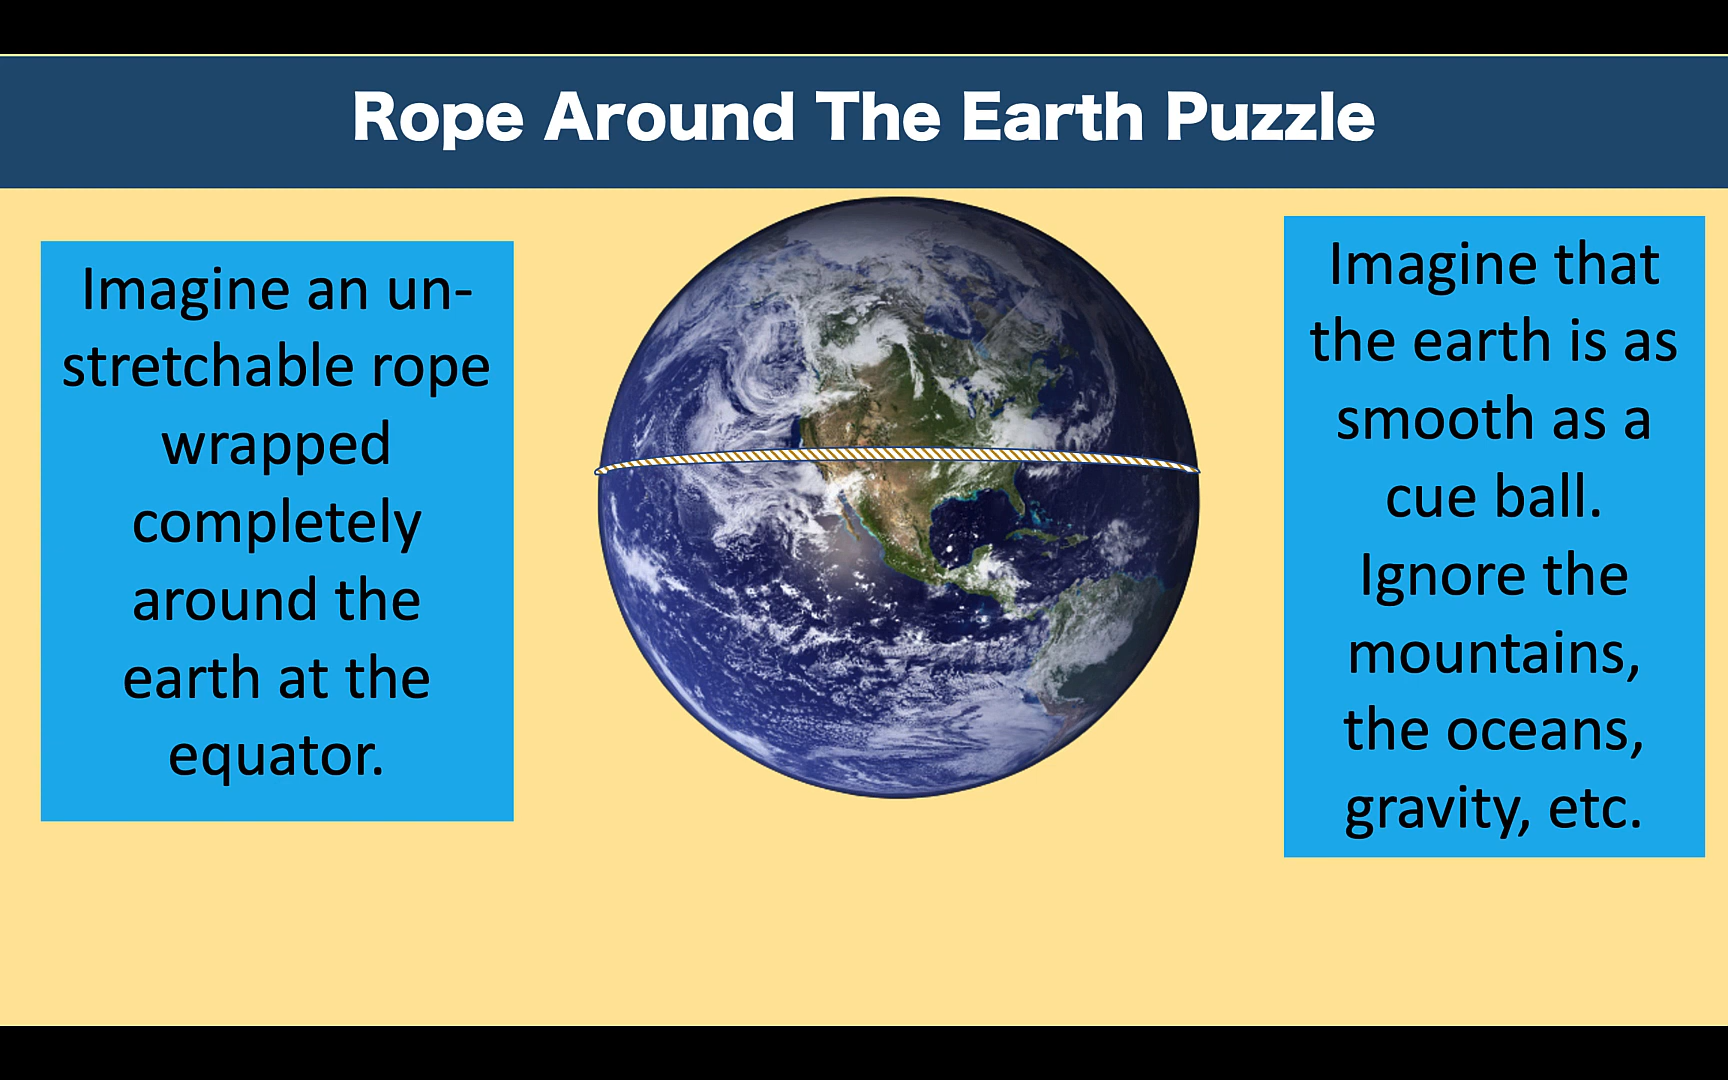 Rope Around The Earth Puzzle
Imagine an un-
stretchable rope
wrapped
completely
around the
earth at the
equator.
Imagine that
the earth is as
smooth as a
cue ball.
Ignore the
mountains,
the oceans,
gravity, etc.